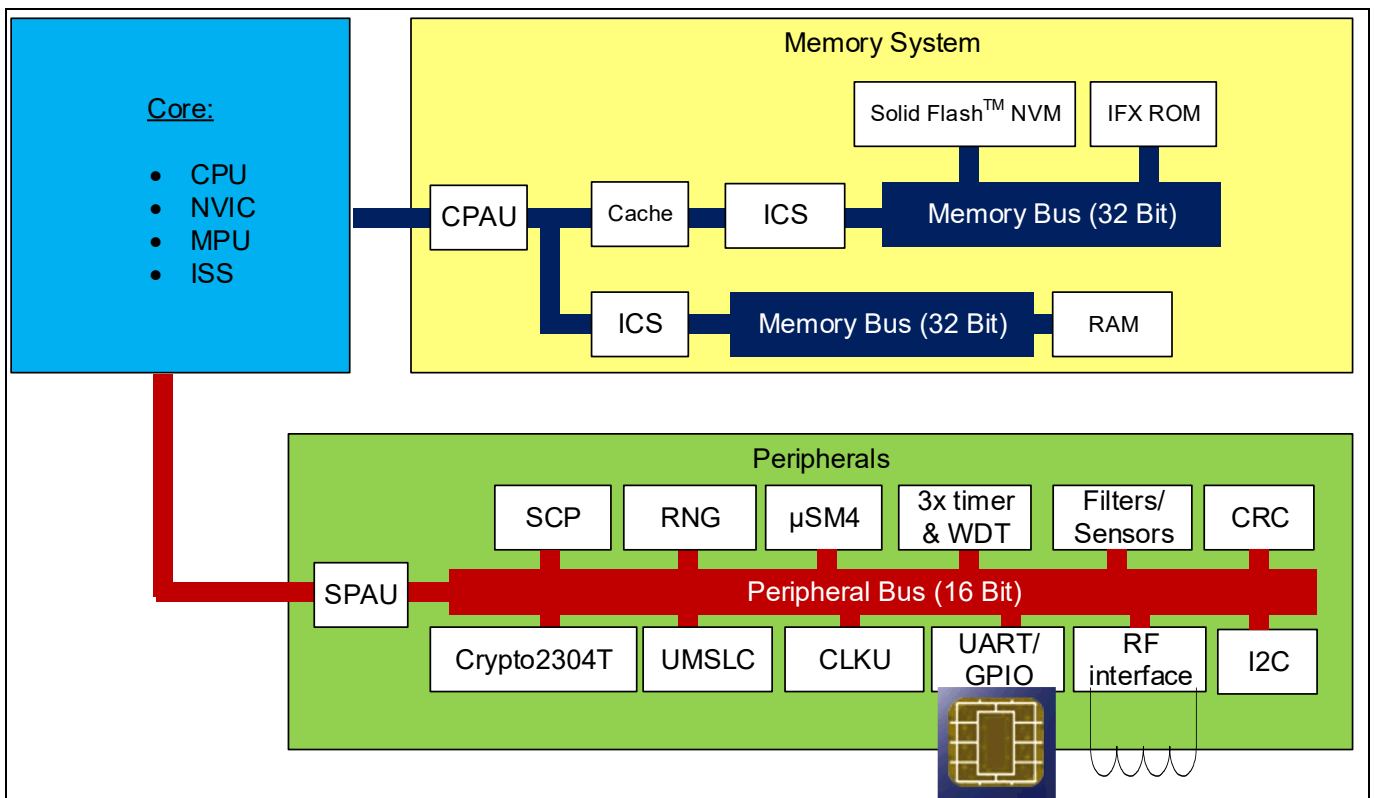 Core:
• CPU
• NVIC
• MPU
• ISS
Memory System
Solid Flash™ NVM
IFX ROM
CPAU
Cache
ICS
Memory Bus (32 Bit)
ICS
Memory Bus (32 Bit)
RAM
Peripherals
SCP
RNG
µSM4
3x timer
& WDT
Filters/
Sensors
CRC
SPAU
Peripheral Bus (16 Bit)
Crypto2304T
UMSLC
CLKU
UART/
GPIO
RF
interface
I2C